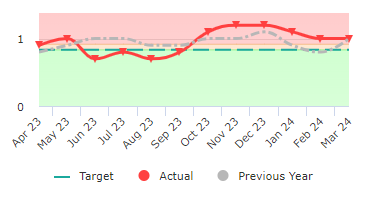 1
0
Apr 23
May 23
Jun 23
Jul 23
Aug 23
Sep 23
Oct 23
Nov 23
Dec 23
Jan 24
Feb 24
Mar 24
Target Actual Previous Year